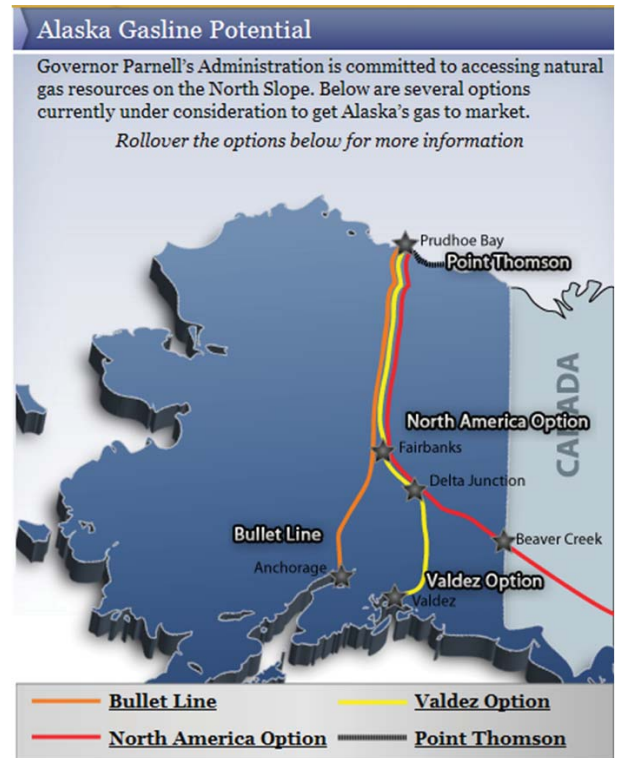 Alaska Gasline Potential
Governor Parnell's Administration is committed to accessing natural
gas resources on the North Slope. Below are several options
currently under consideration to get Alaska's gas to market.
Rollover the options below for more information
Prudhoe Bay
Point Thomson
CANADA
North America Option
Fairbanks
Delta Junction
Bullet Line
Beaver Creek
Anchorage
Valdez Option
Valdez
Bullet Line
Valdez Option
North America Option
Point Thomson